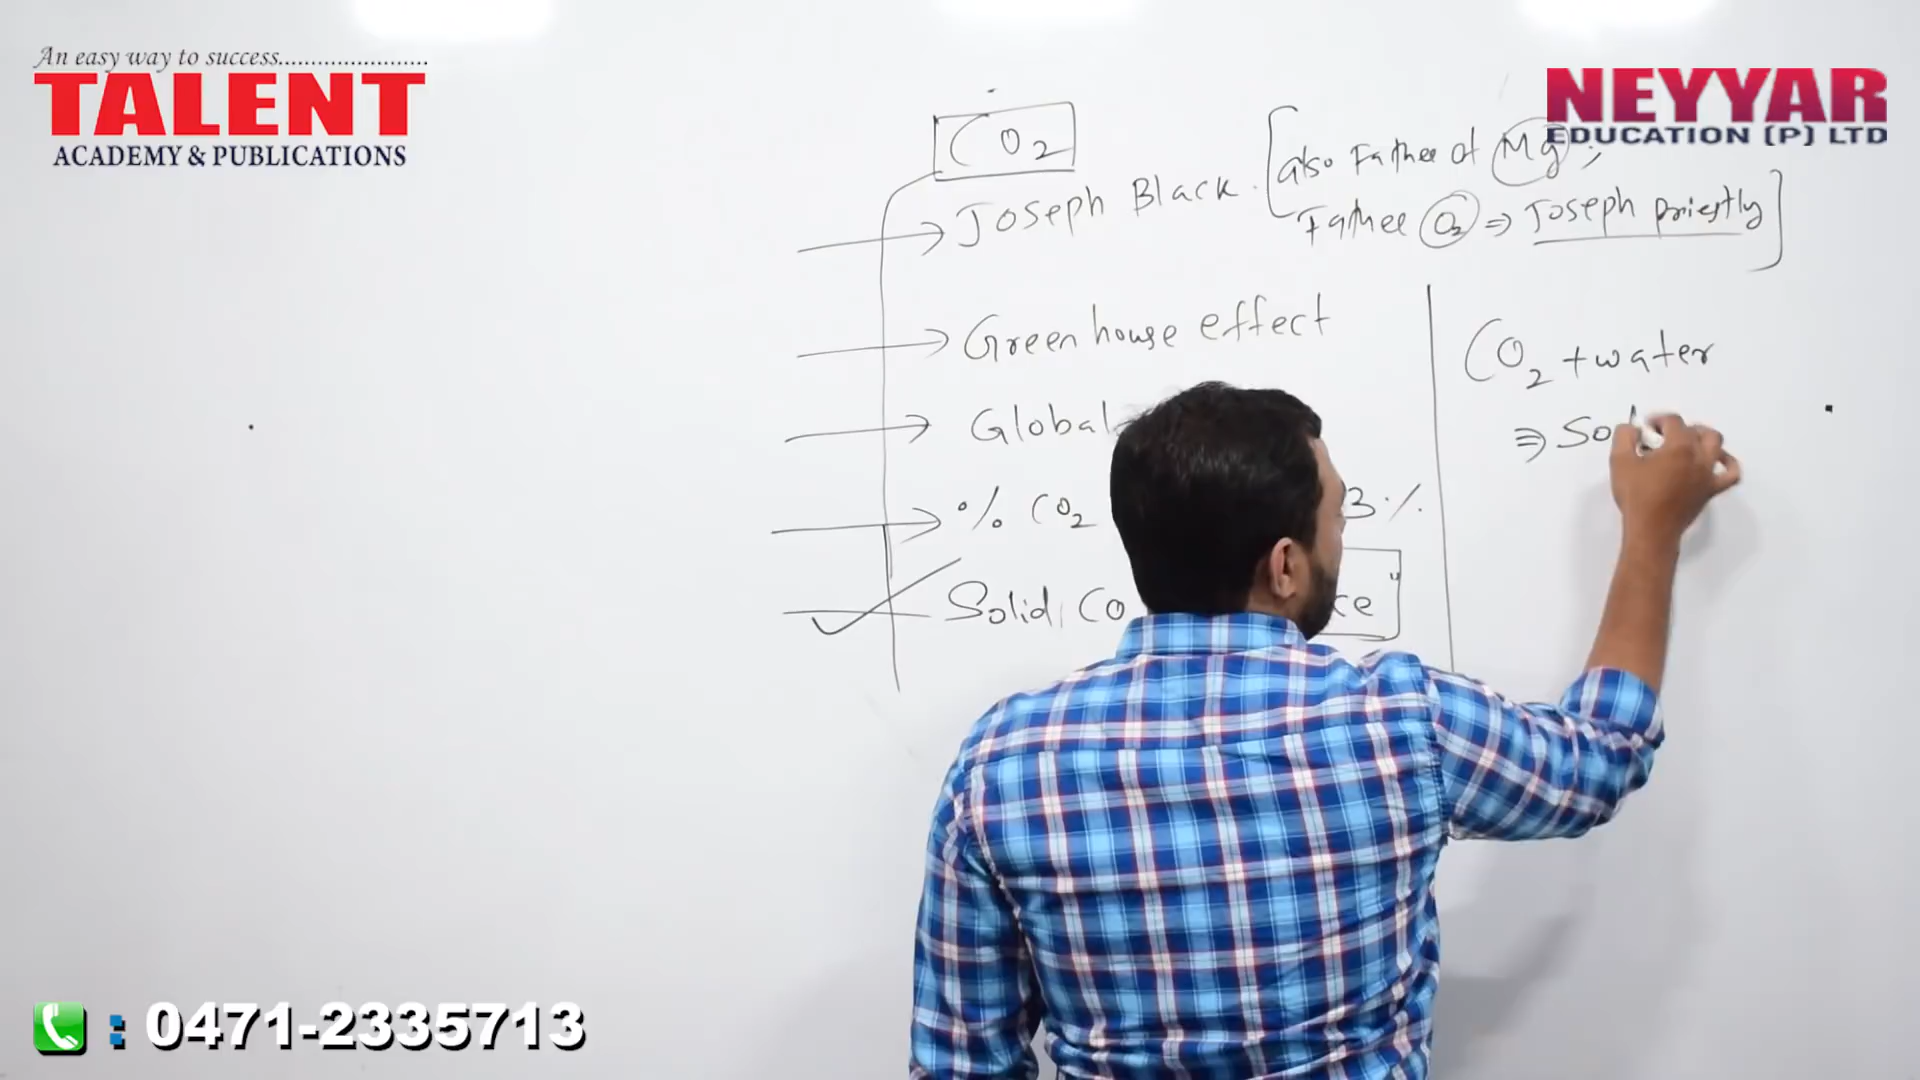 An easy way to success.......................
TALENT
ACADEMY & PUBLICATIONS
NEYYAR
EDUCATION (P) LTD
CO2
Joseph Black. [also Father of Mg ;
Father O2 ⇒ Joseph priestly]
Green house effect
Global
% CO2 3%
Solid CO
CO2 + water
⇒ So
: 0471-2335713